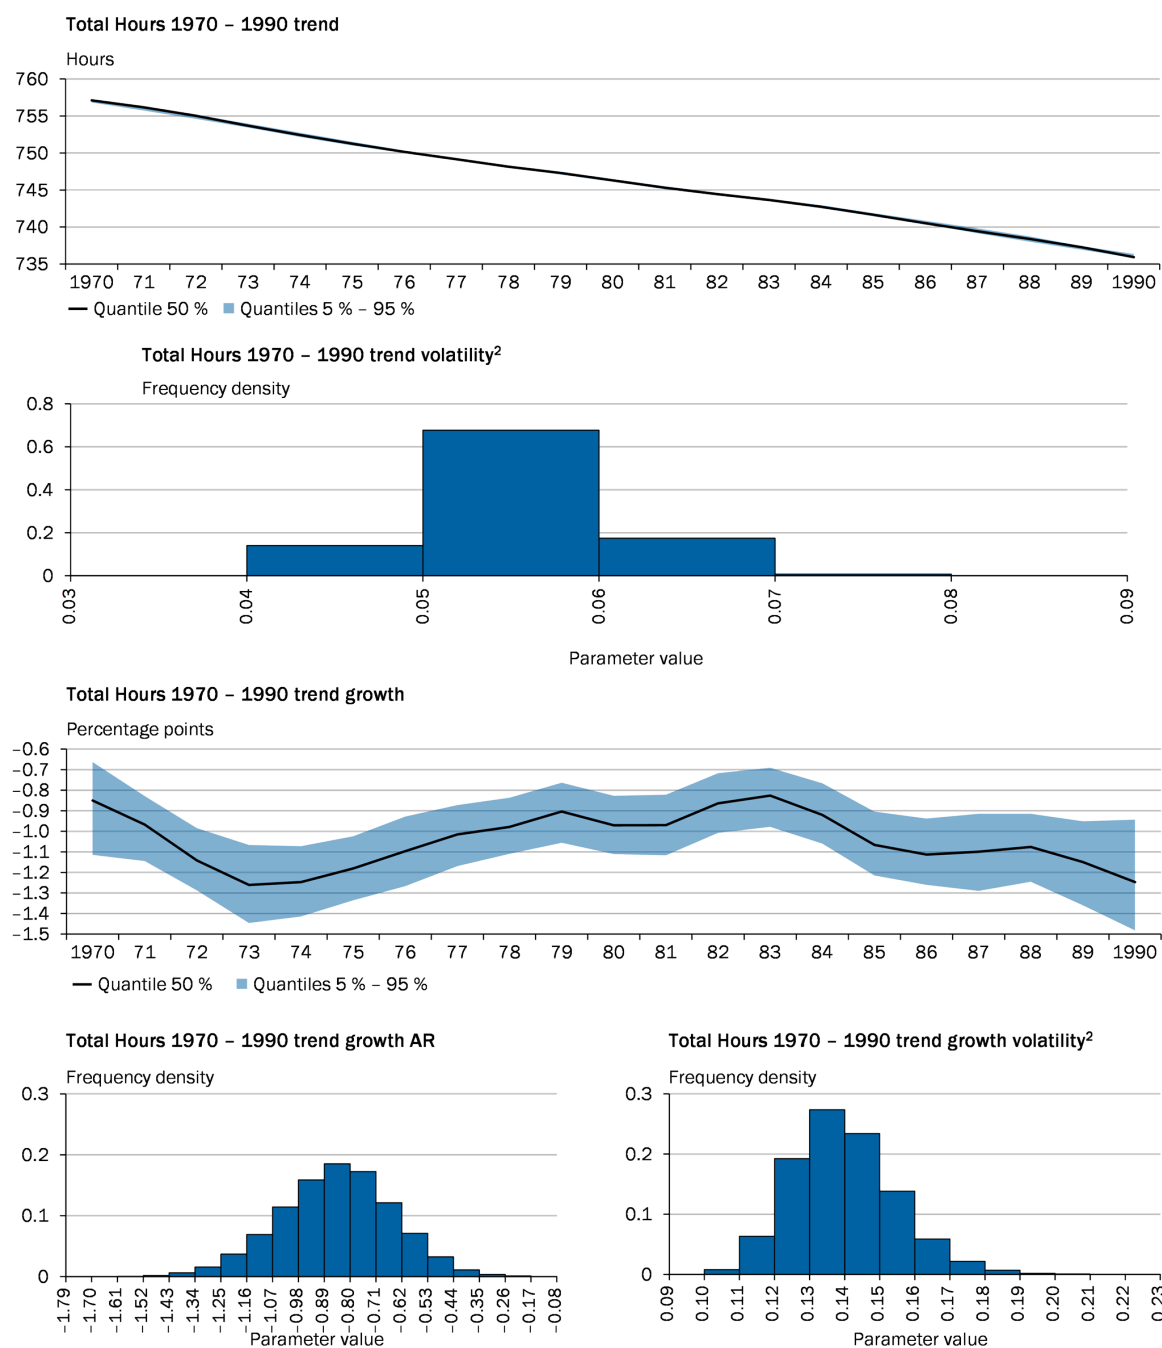 Total Hours 1970 – 1990 trend
Hours
760
755
750
745
740
735
1970 71 72 73 74 75 76 77 78 79 80 81 82 83 84 85 86 87 88 89 1990
Quantile 50 % Quantiles 5 % – 95 %
Total Hours 1970 – 1990 trend volatility²
Frequency density
0.8
0.6
0.4
0.2
0
0.03 0.04 0.05 0.06 0.07 0.08 0.09
Parameter value
Total Hours 1970 – 1990 trend growth
Percentage points
–0.6
–0.7
–0.8
–0.9
–1.0
–1.1
–1.2
–1.3
–1.4
–1.5
1970 71 72 73 74 75 76 77 78 79 80 81 82 83 84 85 86 87 88 89 1990
Quantile 50 % Quantiles 5 % – 95 %
Total Hours 1970 – 1990 trend growth AR
Frequency density
0.3
0.2
0.1
0
–1.79 –1.70 –1.61 –1.52 –1.43 –1.34 –1.25 –1.16 –1.07 –0.98 –0.89 –0.80 –0.71 –0.62 –0.53 –0.44 –0.35 –0.26 –0.17 –0.08
Parameter value
Total Hours 1970 – 1990 trend growth volatility²
Frequency density
0.3
0.2
0.1
0
0.09 0.10 0.11 0.12 0.13 0.14 0.15 0.16 0.17 0.18 0.19 0.20 0.21 0.22 0.23
Parameter value